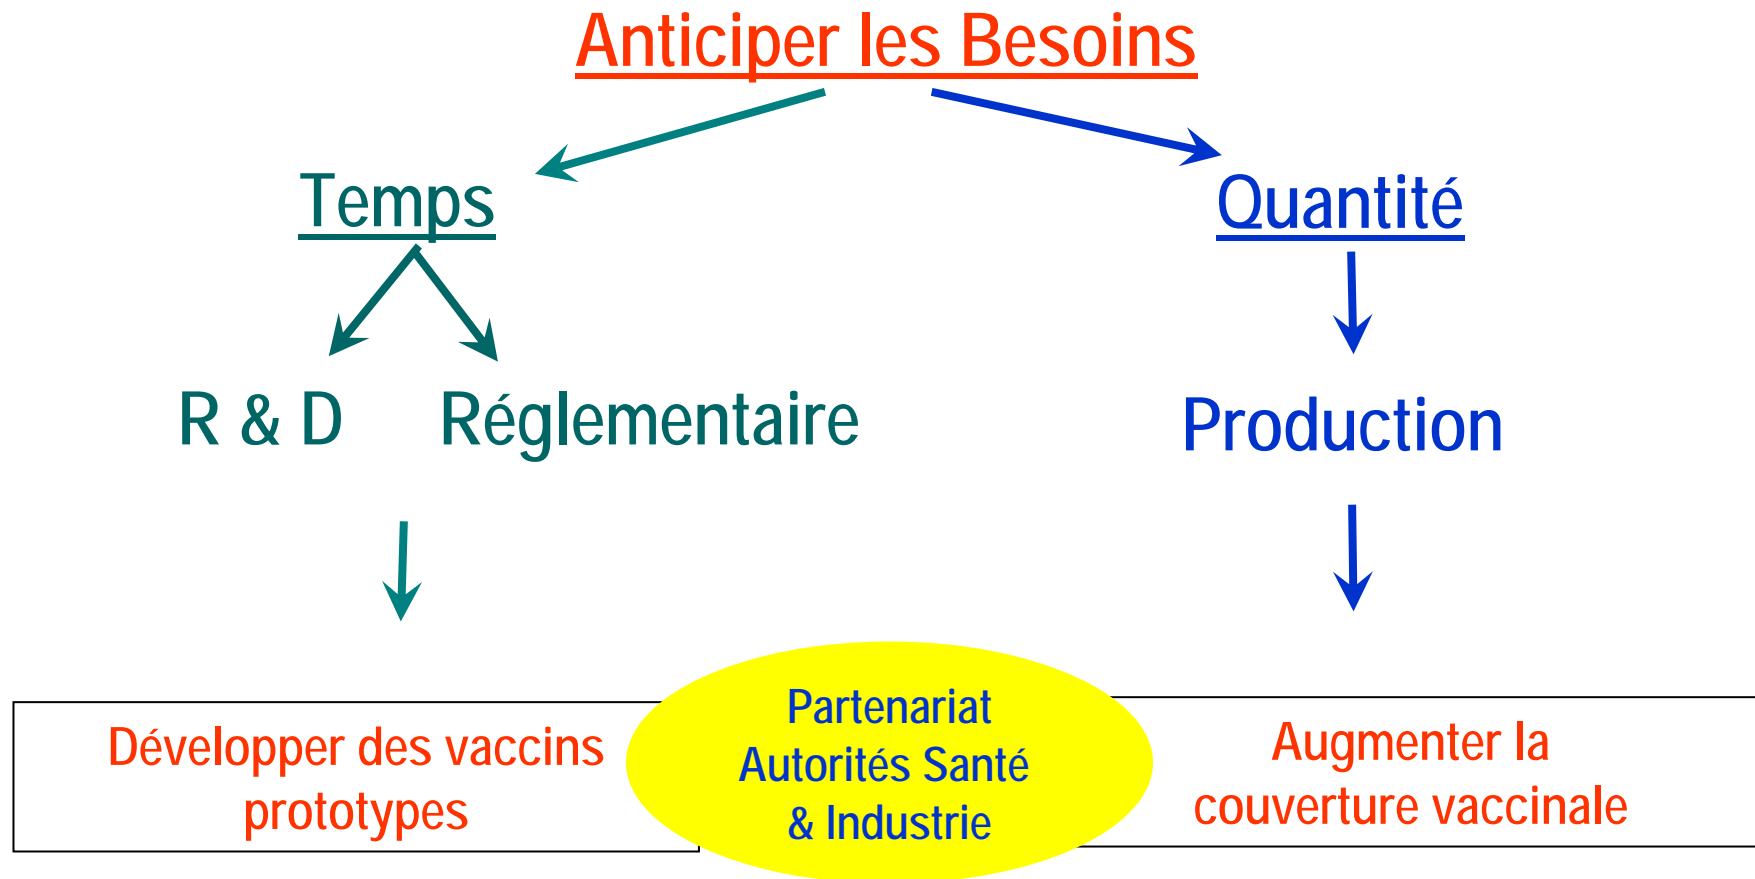 Anticiper les Besoins
Temps
Quantité
R & D
Réglementaire
Production
Développer des vaccins
prototypes
Partenariat
Autorités Santé
& Industrie
Augmenter la
couverture vaccinale